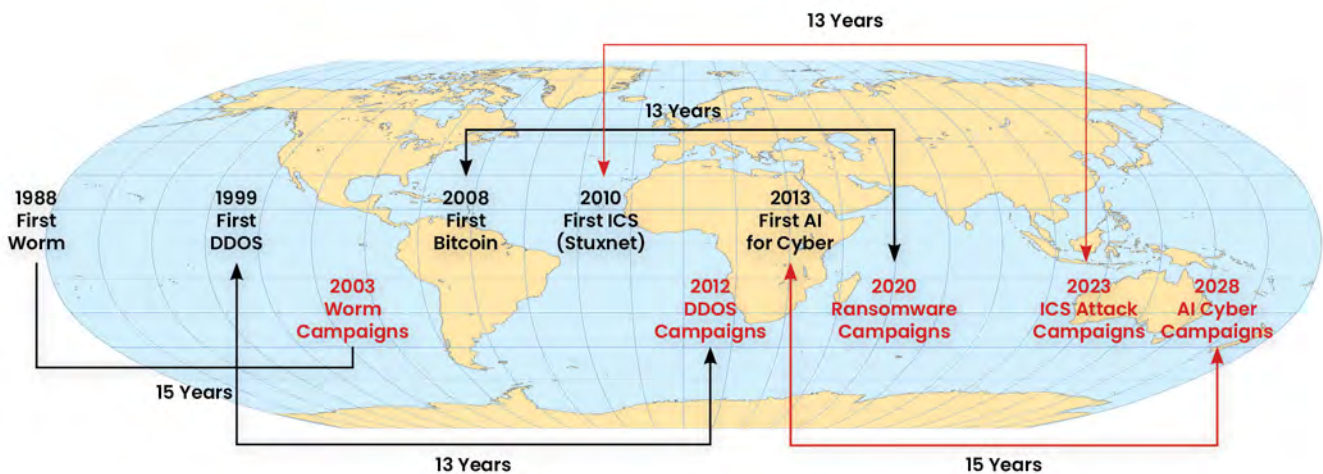 13 Years
13 Years
1988
First
Worm
1999
First
DDOS
2008
First
Bitcoin
2010
First ICS
(Stuxnet)
2013
First AI
for Cyber
2003
Worm
Campaigns
2012
DDOS
Campaigns
2020
Ransomware
Campaigns
2023
ICS Attack
Campaigns
2028
AI Cyber
Campaigns
15 Years
13 Years
15 Years